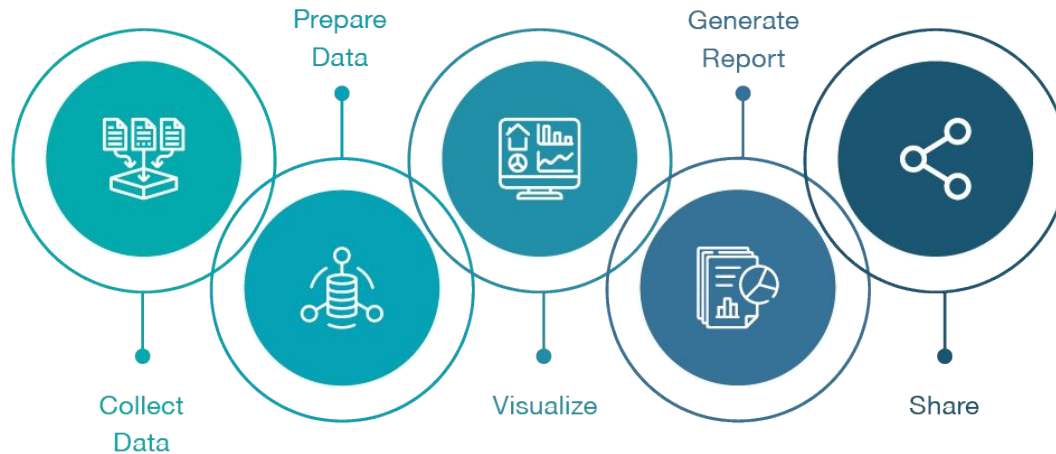 Prepare
Data
Generate
Report
Collect
Data
Visualize
Share